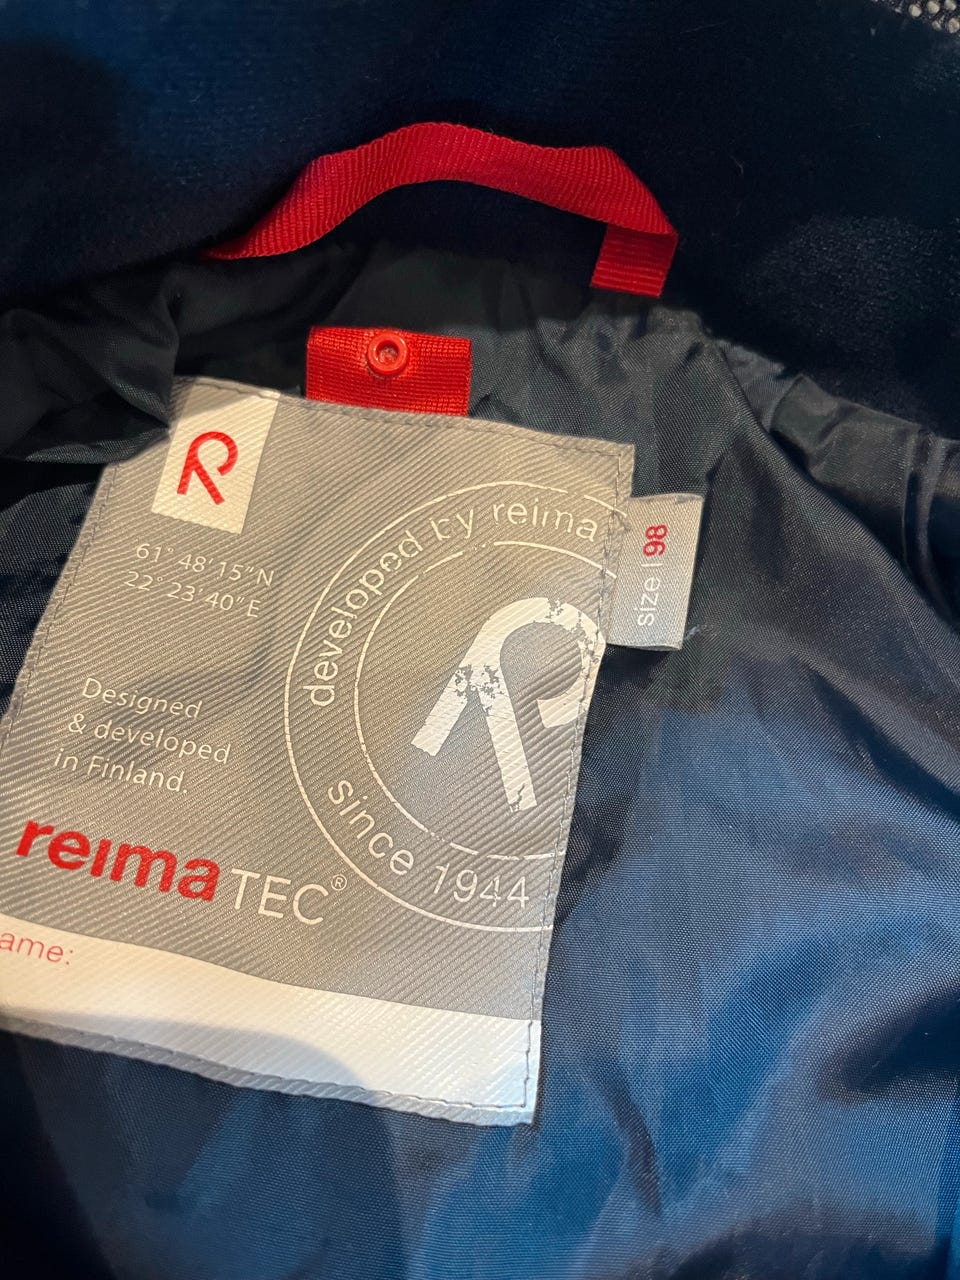 61° 48'15"N
22° 23'40"E
Designed
& developed
in Finland.
reima TEC®
ame:
developed by reima
since 1944
size | 98